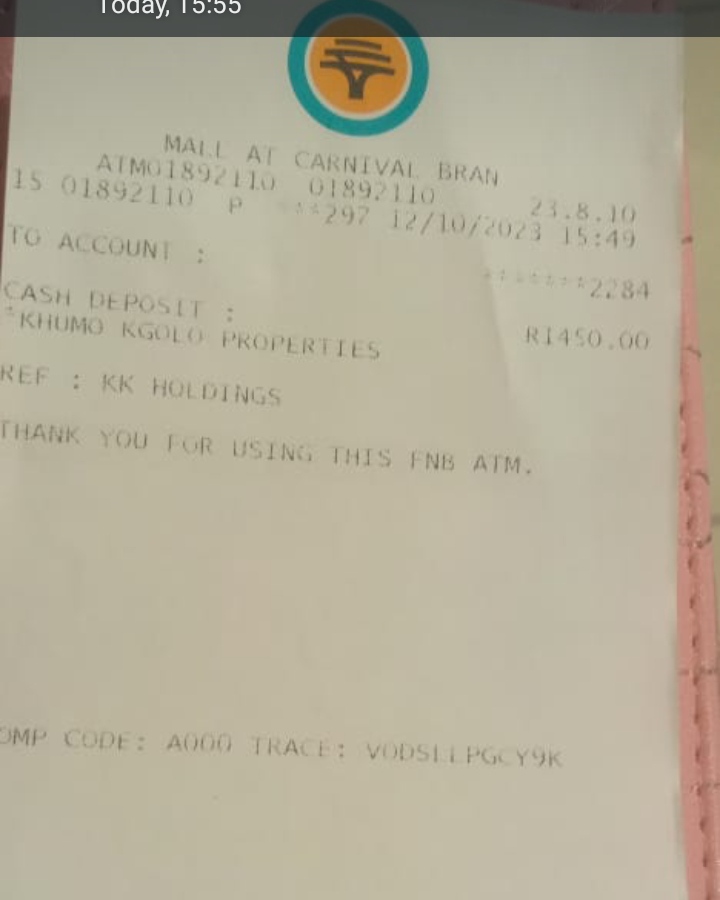 Today, 15:55
MALL AT CARNIVAL BRAN
ATM01892110 01892110 23.8.10
15 01892110 P ***297 12/10/2023 15:49
TO ACCOUNT : *******2284
CASH DEPOSIT : R1450.00
*KHUMO KGOLO PROPERTIES
REF : KK HOLDINGS
THANK YOU FOR USING THIS FNB ATM.
OMP CODE: A000 TRACE: